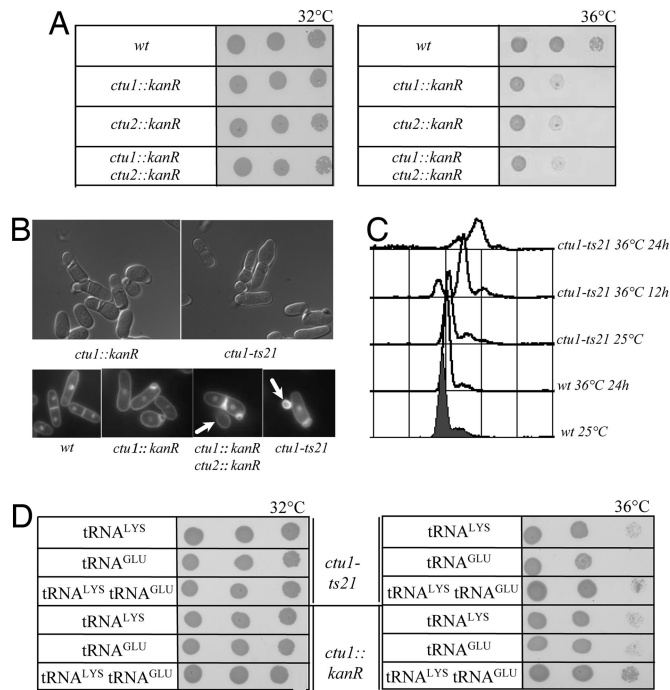 A
32°C
wt
ctu1::kanR
ctu2::kanR
ctu1::kanR
ctu2::kanR
36°C
wt
ctu1::kanR
ctu2::kanR
ctu1::kanR
ctu2::kanR
B
ctu1::kanR
ctu1-ts21
wt
ctu1::kanR
ctu1::kanR
ctu2::kanR
ctu1-ts21
C
ctu1-ts21 36°C 24h
ctu1-ts21 36°C 12h
ctu1-ts21 25°C
wt 36°C 24h
wt 25°C
D
32°C
tRNA^LYS
tRNA^GLU
tRNA^LYS tRNA^GLU
tRNA^LYS
tRNA^GLU
tRNA^LYS tRNA^GLU
ctu1-
ts21
ctu1::
kanR
36°C
tRNA^LYS
tRNA^GLU
tRNA^LYS tRNA^GLU
tRNA^LYS
tRNA^GLU
tRNA^LYS tRNA^GLU